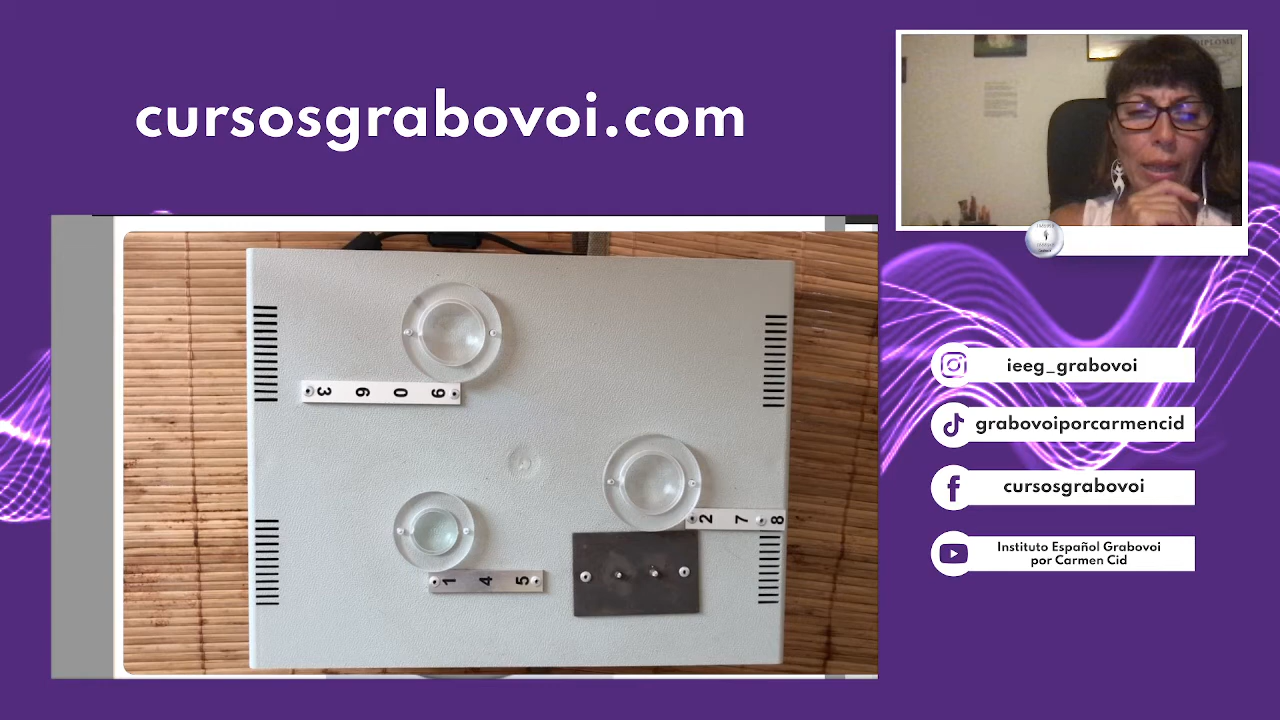 cursosgrabovoi.com
DIPLOME
3 9 0 6
2 7 8
1 4 5
ieeg_grabovoi
grabovoiporcarmencid
cursosgrabovoi
Instituto Español Grabovoi
por Carmen Cid